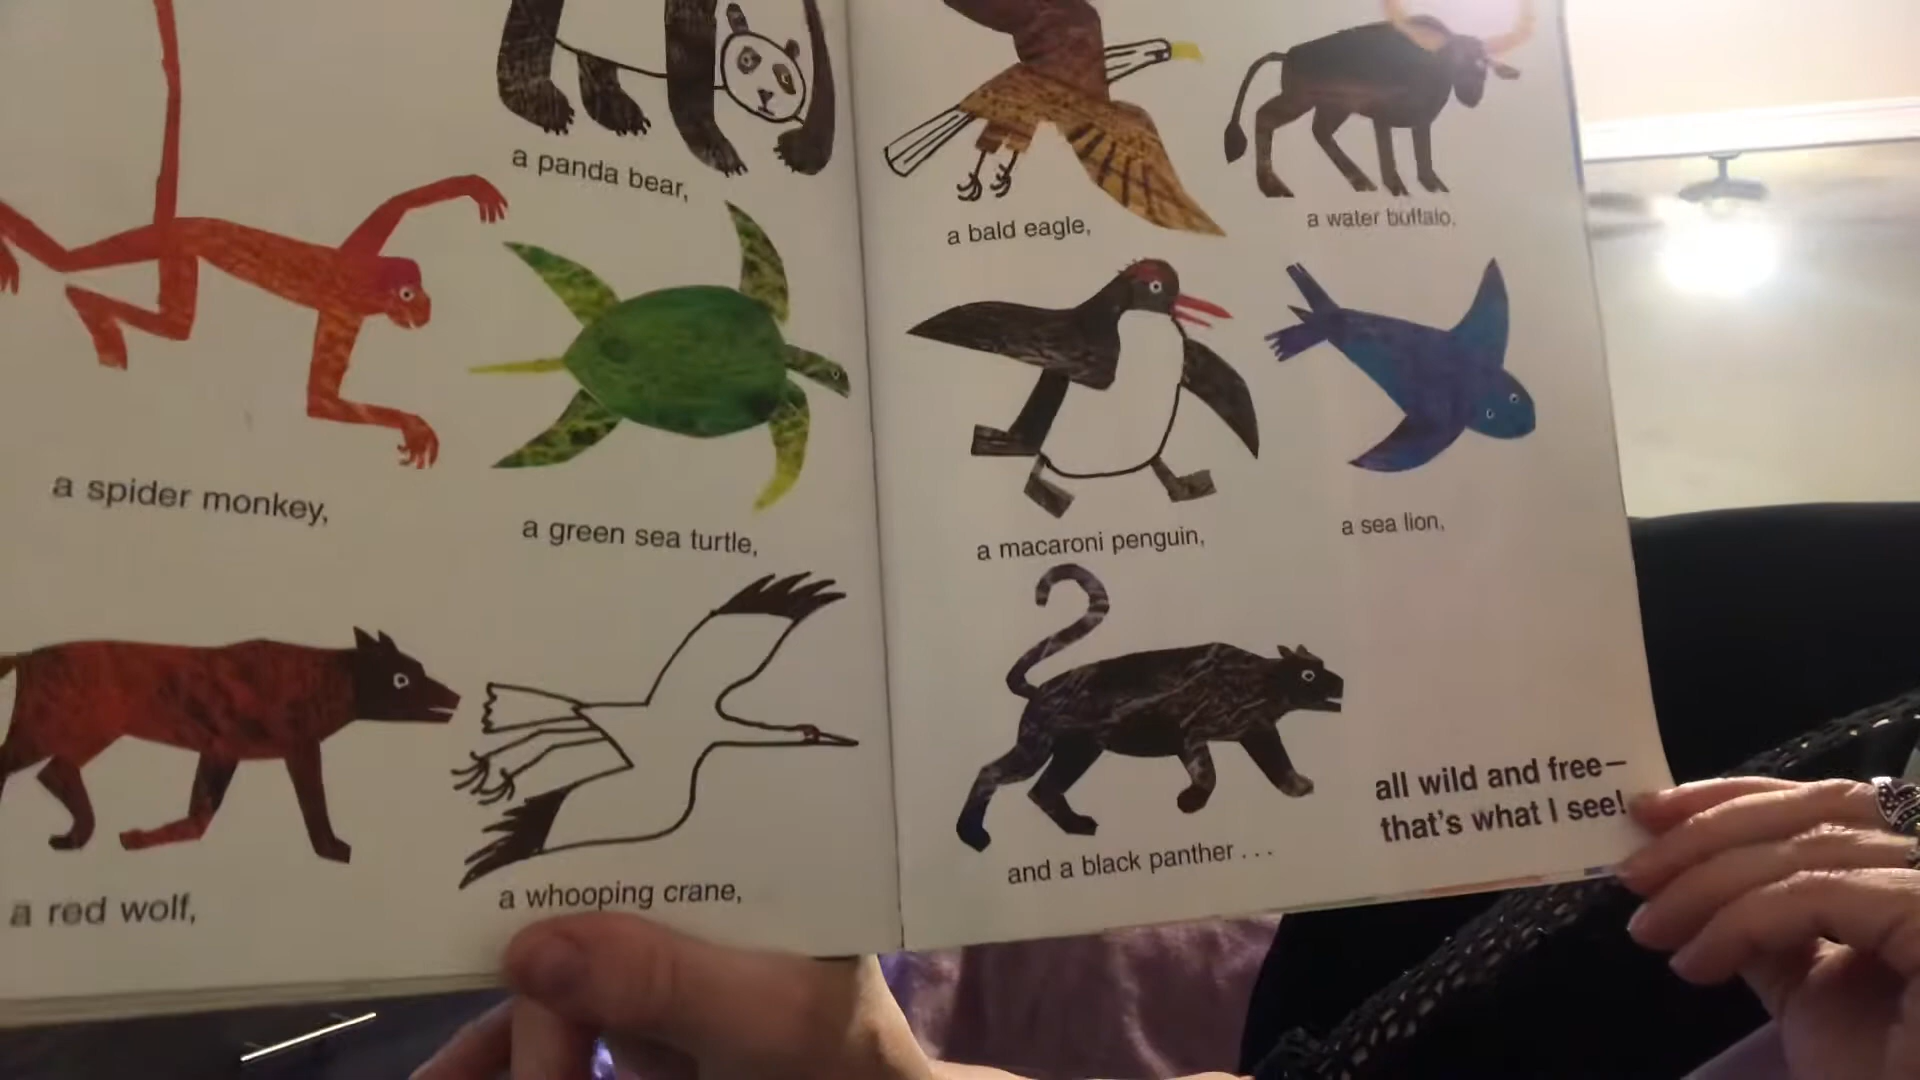 a panda bear,
a spider monkey,
a green sea turtle,
a red wolf,
a whooping crane,
a bald eagle,
a water buffalo,
a macaroni penguin,
a sea lion,
and a black panther . . .
all wild and free—
that's what I see!